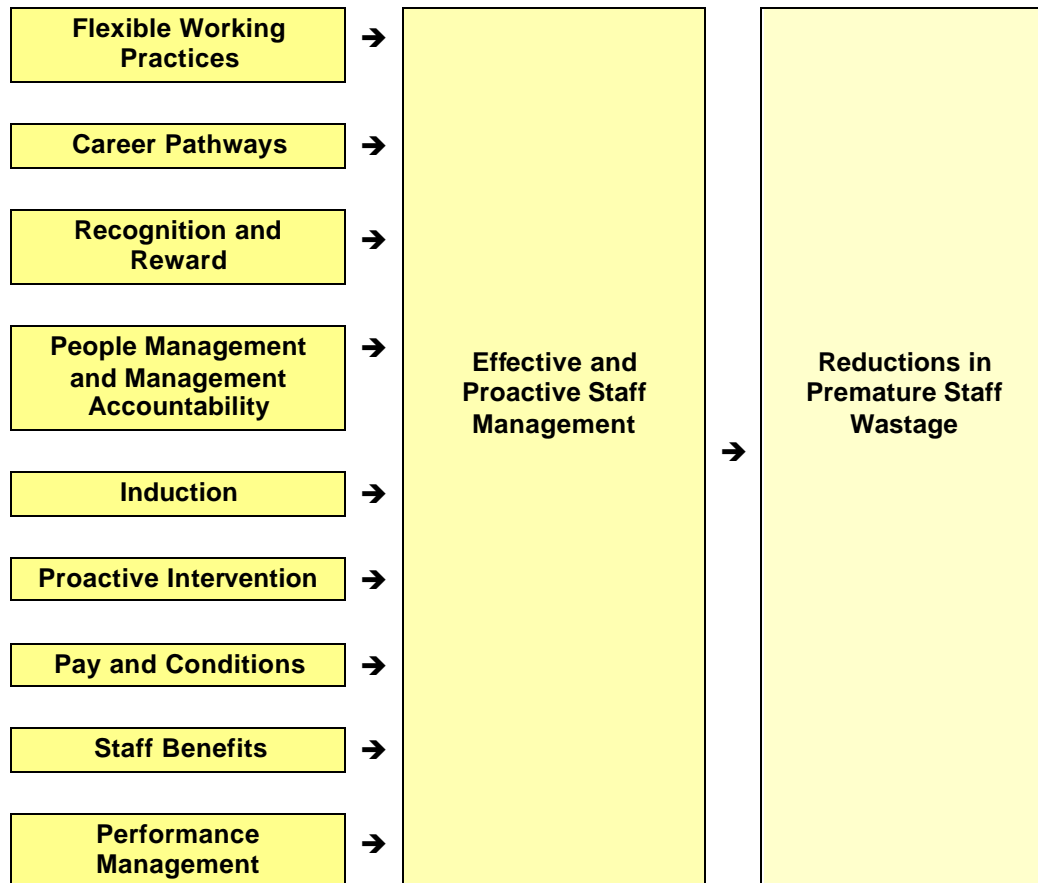 Flexible Working
Practices
➔
Career Pathways
➔
Recognition and
Reward
➔
People Management
and Management
Accountability
➔
Induction
➔
Proactive Intervention
➔
Pay and Conditions
➔
Staff Benefits
➔
Performance
Management
➔
Effective and
Proactive Staff
Management
➔
Reductions in
Premature Staff
Wastage